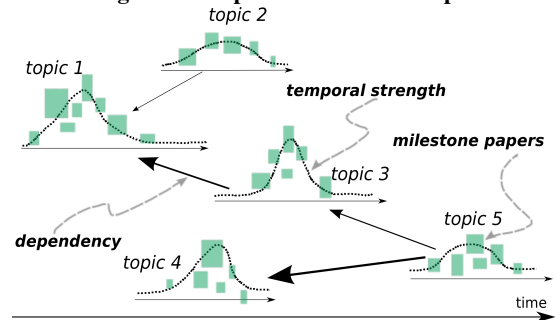 topic 2
topic 1
temporal strength
milestone papers
topic 3
topic 5
dependency
topic 4
time